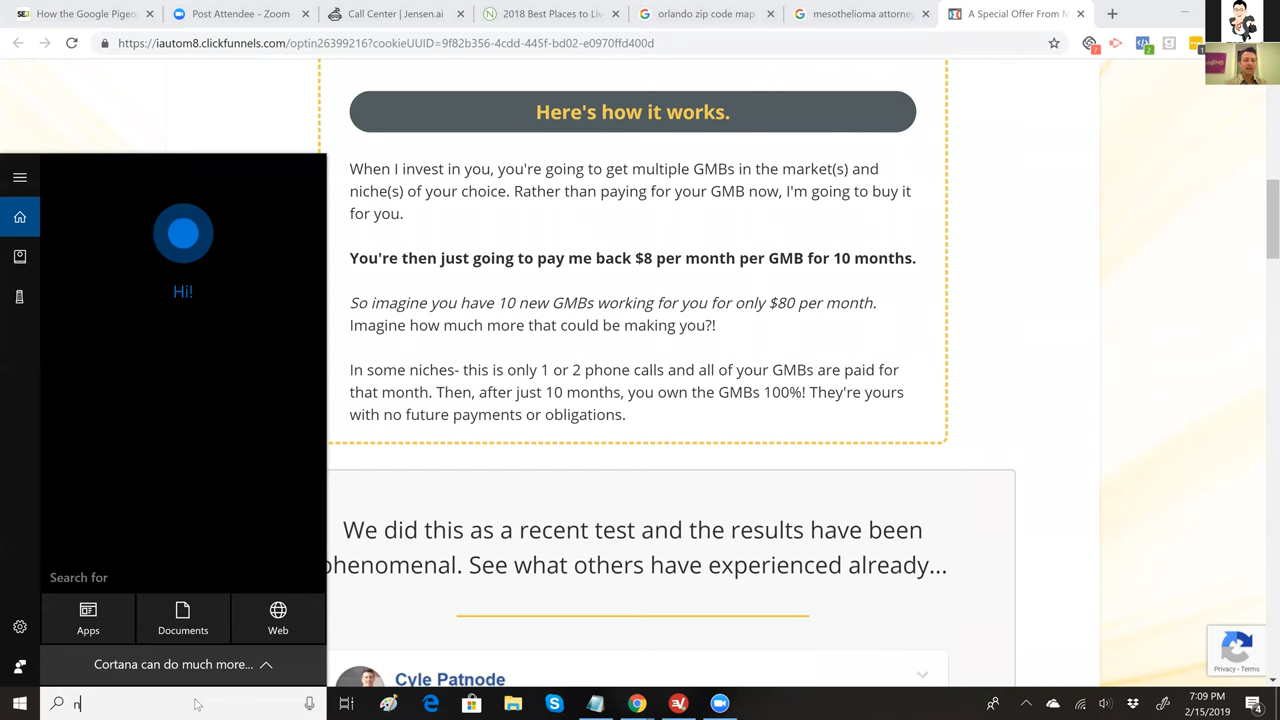 How the Google Pigeo
Post Attendee - Zoom
Call Center | Jensen.ai
2018 Best Places to Liv
orlando zip code map
mesothelioma attorney
A Special Offer From M
https://iautom8.clickfunnels.com/optin26399216?cookieUUID=9f82b356-4cdd-445f-bd02-e0970ffd400d
Here's how it works.
When I invest in you, you're going to get multiple GMBs in the market(s) and
niche(s) of your choice. Rather than paying for your GMB now, I'm going to buy it
for you.
You're then just going to pay me back $8 per month per GMB for 10 months.
So imagine you have 10 new GMBs working for you for only $80 per month.
Imagine how much more that could be making you?!
In some niches- this is only 1 or 2 phone calls and all of your GMBs are paid for
that month. Then, after just 10 months, you own the GMBs 100%! They're yours
with no future payments or obligations.
We did this as a recent test and the results have been
phenomenal. See what others have experienced already...
Cyle Patnode
Privacy - Terms
Hi!
Search for
Apps
Documents
Web
Cortana can do much more...
n
7:09 PM
2/15/2019